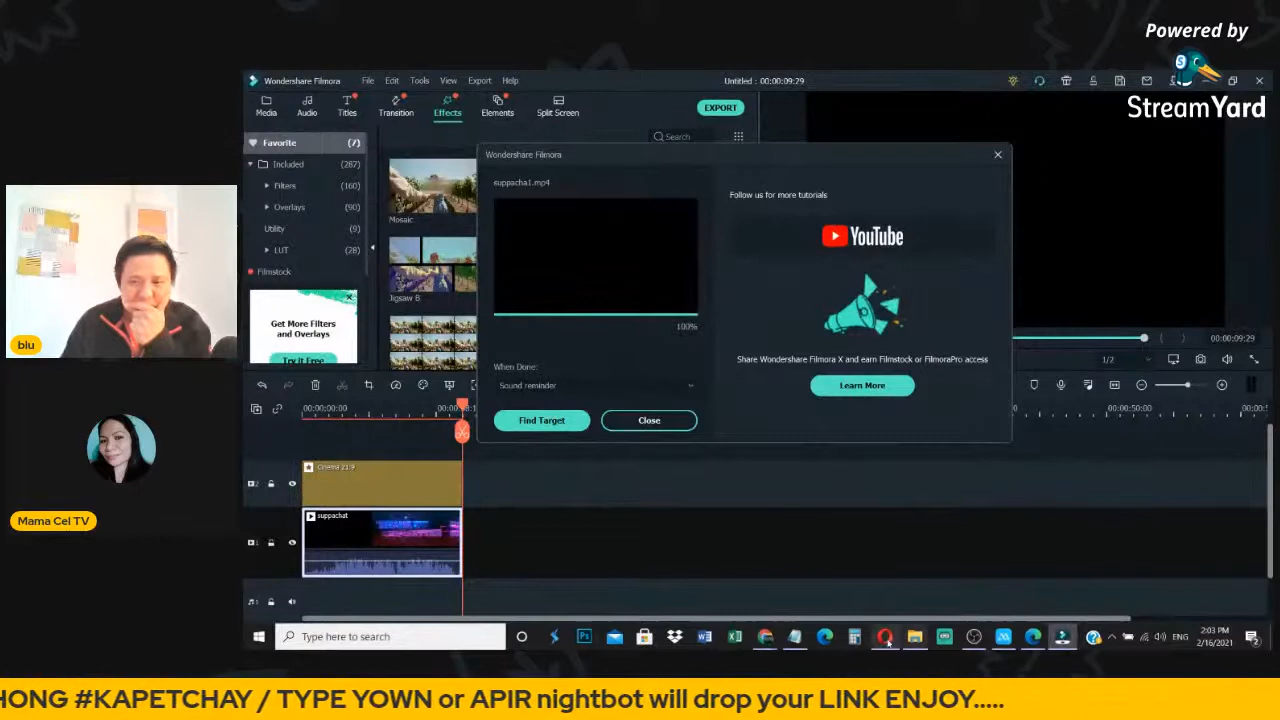 Powered by
StreamYard
Wondershare Filmora
File
Edit
Tools
View
Export
Help
Untitled : 00:00:09:29
Media
Audio
Titles
Transition
Effects
Elements
Split Screen
EXPORT
Favorite (7)
Included (287)
Filters (160)
Overlays (90)
Utility (9)
LUT (28)
Filmstock
Get More Filters
and Overlays
Try It Free
Search
Mosaic
Jigsaw B
Wondershare Filmora
suppacha1.mp4
100%
When Done:
Sound reminder
Find Target
Close
Follow us for more tutorials
YouTube
Share Wondershare Filmora X and earn Filmstock or FilmoraPro access
Learn More
1/2
00:00:09:29
00:00:00:00
00:00:50:00
Cinema 21:9
suppachat
biu
Mama Cel TV
Type here to search
ENG
2:03 PM
2/16/2021
HONG #KAPETCHAY / TYPE YOWN or APIR nightbot will drop your LINK ENJOY.....